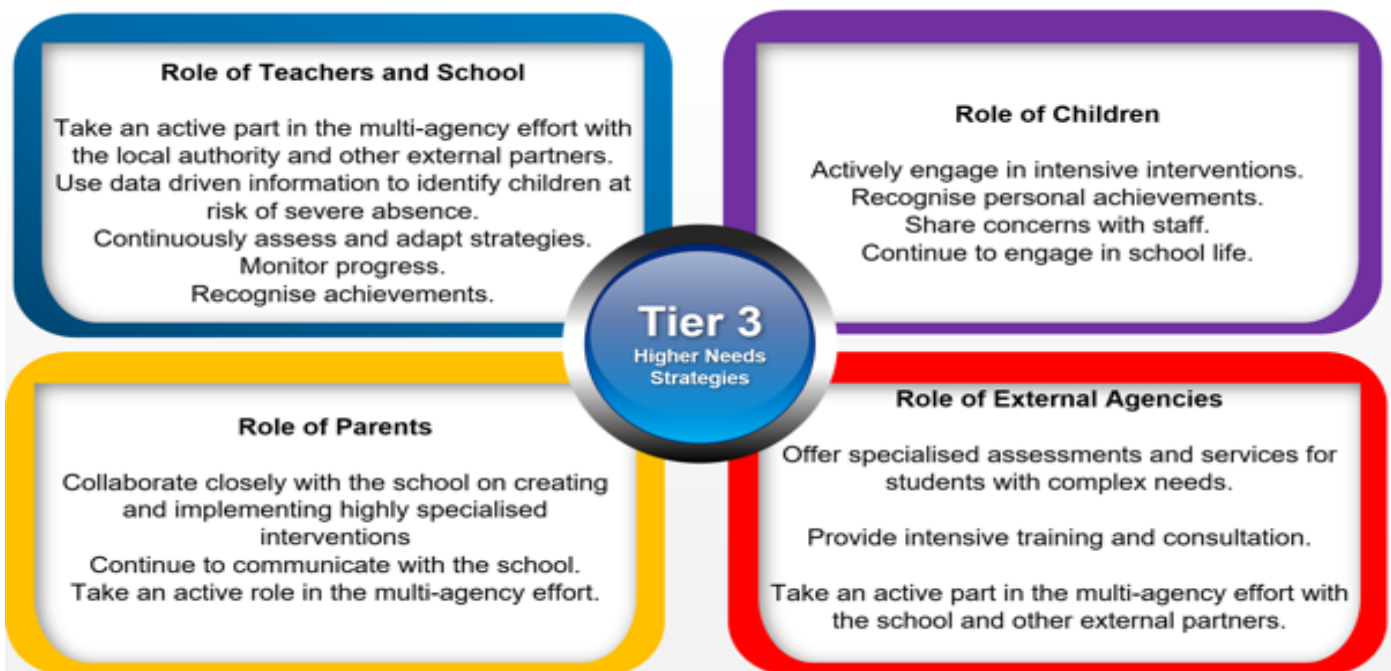 Role of Teachers and School
Take an active part in the multi-agency effort with
the local authority and other external partners.
Use data driven information to identify children at
risk of severe absence.
Continuously assess and adapt strategies.
Monitor progress.
Recognise achievements.
Role of Children
Actively engage in intensive interventions.
Recognise personal achievements.
Share concerns with staff.
Continue to engage in school life.
Tier 3
Higher Needs
Strategies
Role of Parents
Collaborate closely with the school on creating
and implementing highly specialised
interventions
Continue to communicate with the school.
Take an active role in the multi-agency effort.
Role of External Agencies
Offer specialised assessments and services for
students with complex needs.
Provide intensive training and consultation.
Take an active part in the multi-agency effort with
the school and other external partners.